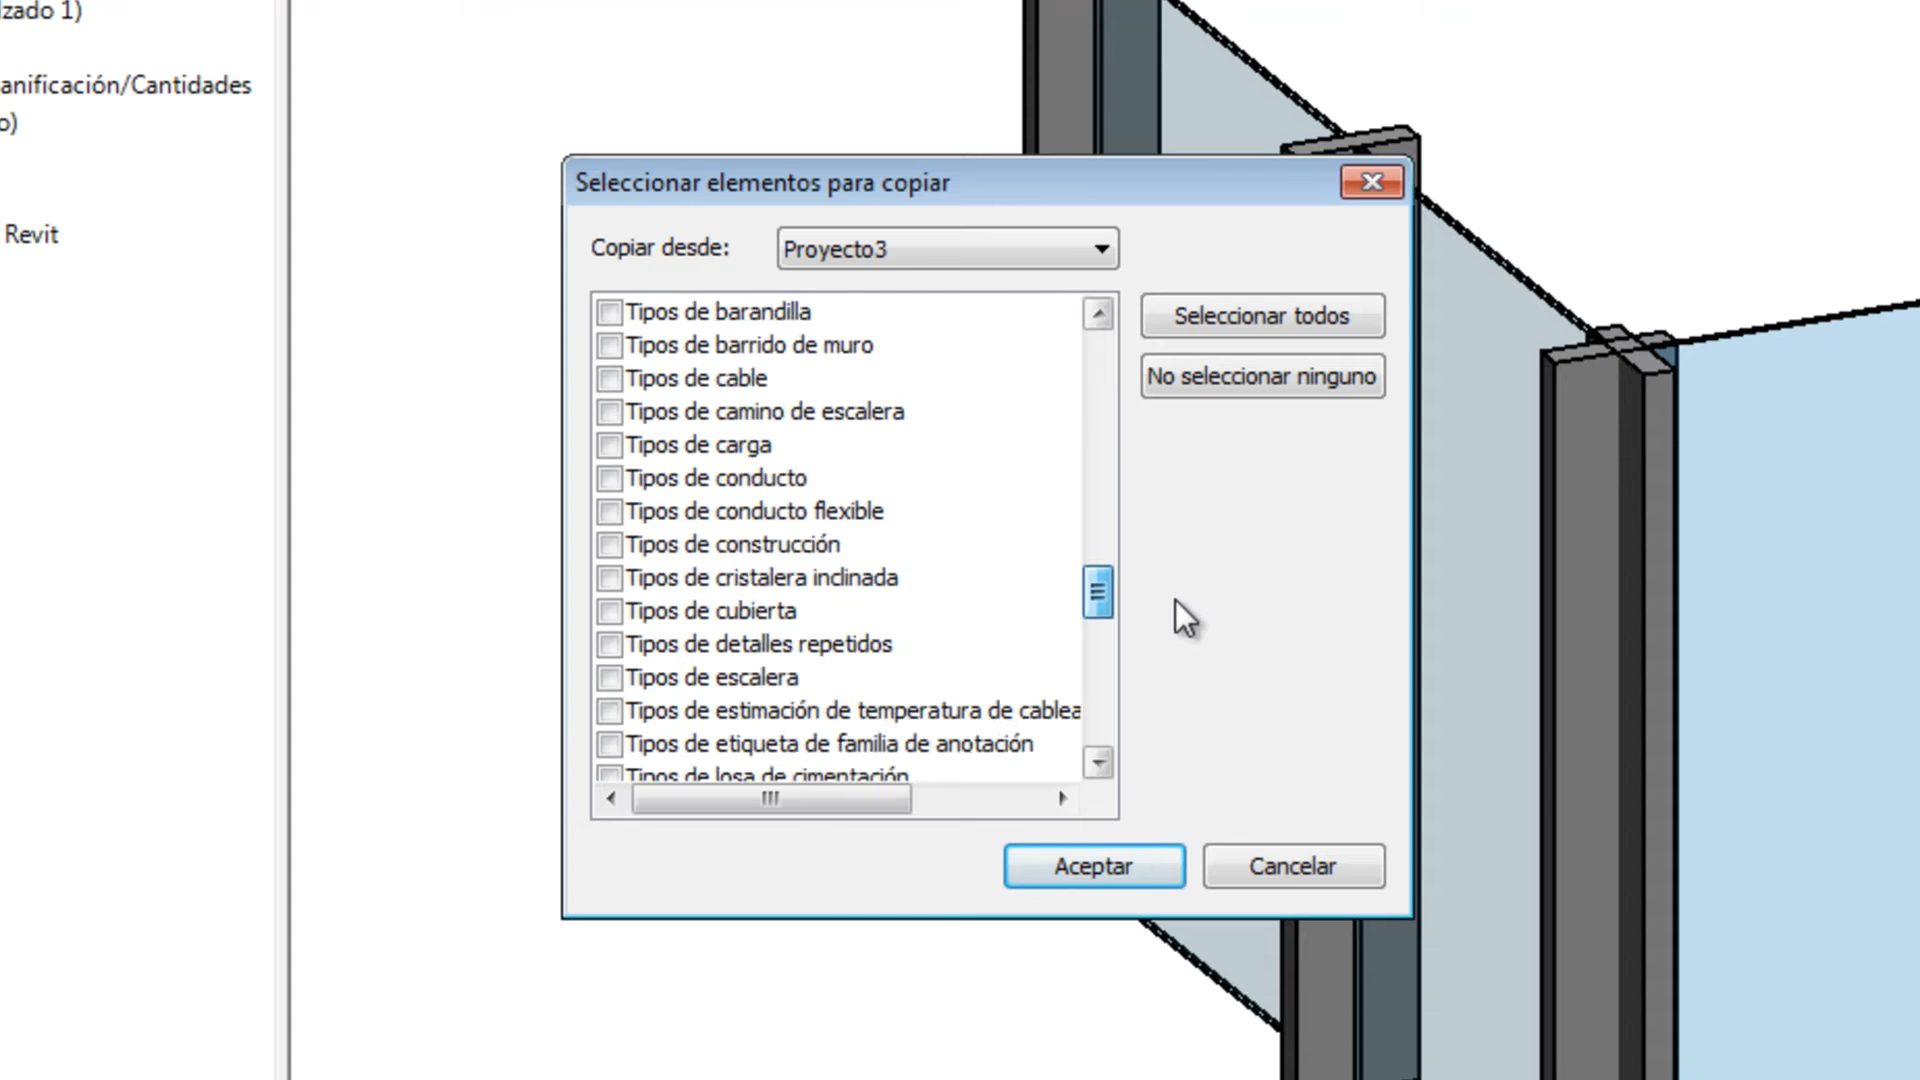 lzado 1)
anificación/Cantidades
o)
Revit
Seleccionar elementos para copiar
Copiar desde:
Proyecto3
Tipos de barandilla
Tipos de barrido de muro
Tipos de cable
Tipos de camino de escalera
Tipos de carga
Tipos de conducto
Tipos de conducto flexible
Tipos de construcción
Tipos de cristalera inclinada
Tipos de cubierta
Tipos de detalles repetidos
Tipos de escalera
Tipos de estimación de temperatura de cablea
Tipos de etiqueta de familia de anotación
Tipos de losa de cimentación
Seleccionar todos
No seleccionar ninguno
Aceptar
Cancelar